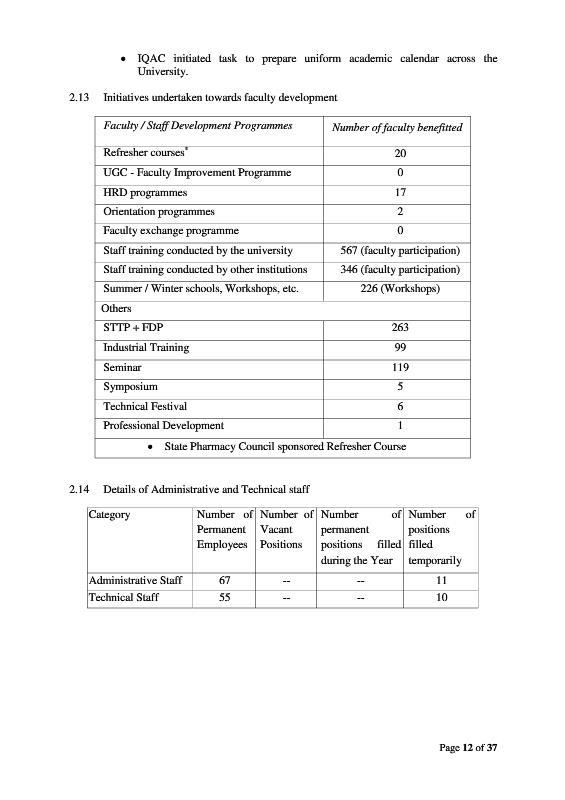 • IQAC initiated task to prepare uniform academic calendar across the
University.
2.13 Initiatives undertaken towards faculty development
Faculty / Staff Development Programmes Number of faculty benefitted
Refresher courses* 20
UGC - Faculty Improvement Programme 0
HRD programmes 17
Orientation programmes 2
Faculty exchange programme 0
Staff training conducted by the university 567 (faculty participation)
Staff training conducted by other institutions 346 (faculty participation)
Summer / Winter schools, Workshops, etc. 226 (Workshops)
Others
STTP + FDP 263
Industrial Training 99
Seminar 119
Symposium 5
Technical Festival 6
Professional Development 1
• State Pharmacy Council sponsored Refresher Course
2.14 Details of Administrative and Technical staff
Category Number of Number of Number of Number of
Permanent Vacant permanent positions
Employees Positions positions filled filled
during the Year temporarily
Administrative Staff 67 -- -- 11
Technical Staff 55 -- -- 10
Page 12 of 37